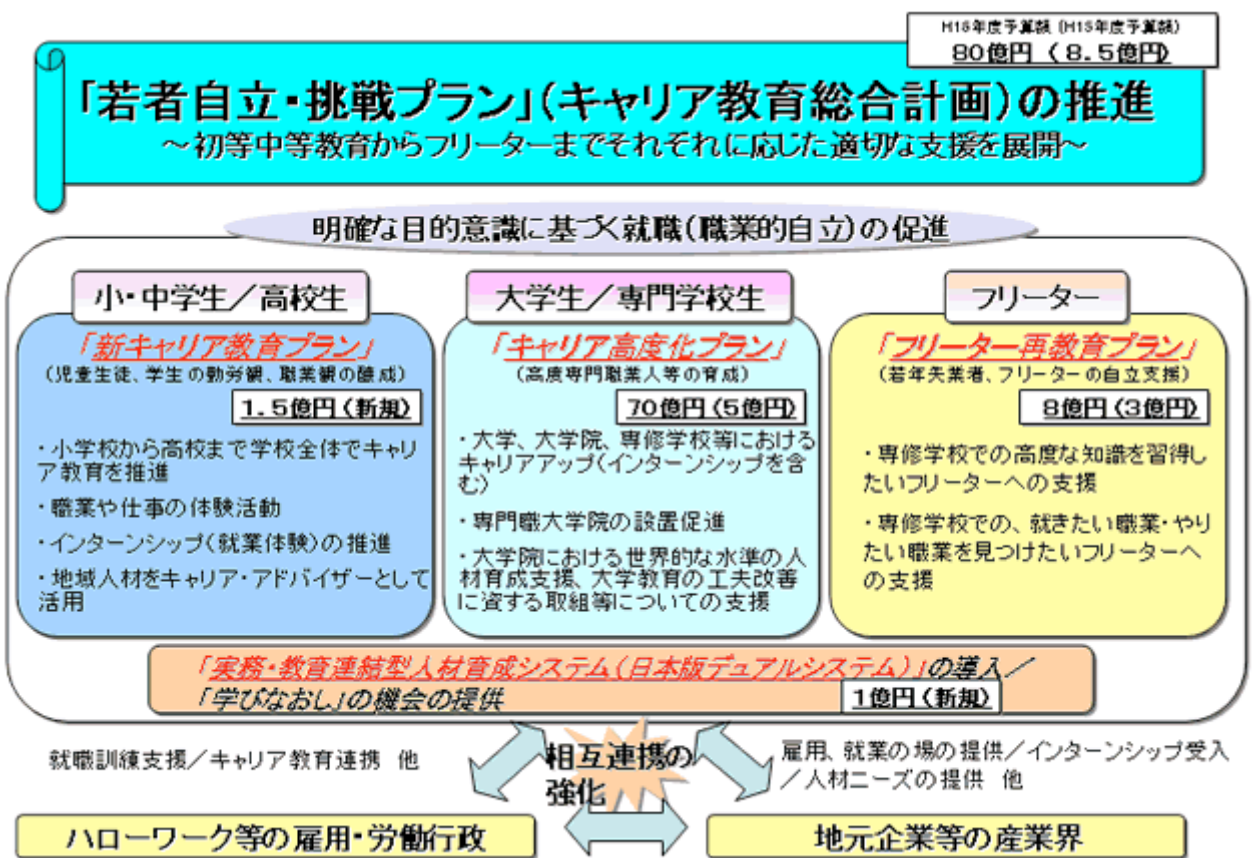 H16年度予算額(H15年度予算額)
80億円(8.5億円)
「若者自立・挑戦プラン」(キャリア教育総合計画)の推進
～初等中等教育からフリーターまでそれぞれに応じた適切な支援を展開～
明確な目的意識に基づく就職(職業的自立)の促進
小・中学生／高校生
「新キャリア教育プラン」
(児童生徒、学生の勤労観、職業観の醸成)
1.5億円(新規)
・小学校から高校まで学校全体でキャリ
ア教育を推進
・職業や仕事の体験活動
・インターンシップ(就業体験)の推進
・地域人材をキャリア・アドバイザーとして
活用
大学生／専門学校生
「キャリア高度化プラン」
(高度専門職業人等の育成)
70億円(5億円)
・大学、大学院、専修学校等における
キャリアアップ(インターンシップを含
む)
・専門職大学院の設置促進
・大学院における世界的な水準の人
材育成支援、大学教育の工夫改善
に資する取組等についての支援
フリーター
「フリーター再教育プラン」
(若年失業者、フリーターの自立支援)
8億円(3億円)
・専修学校での高度な知識を習得し
たいフリーターへの支援
・専修学校での、就きたい職業・やり
たい職業を見つけたいフリーターへ
の支援
「実務・教育連結型人材育成システム(日本版デュアルシステム)」の導入／
「学びなおし」の機会の提供
1億円(新規)
就職訓練支援／キャリア教育連携 他
相互連携の
強化
雇用、就業の場の提供／インターンシップ受入
／人材ニーズの提供 他
ハローワーク等の雇用・労働行政
地元企業等の産業界